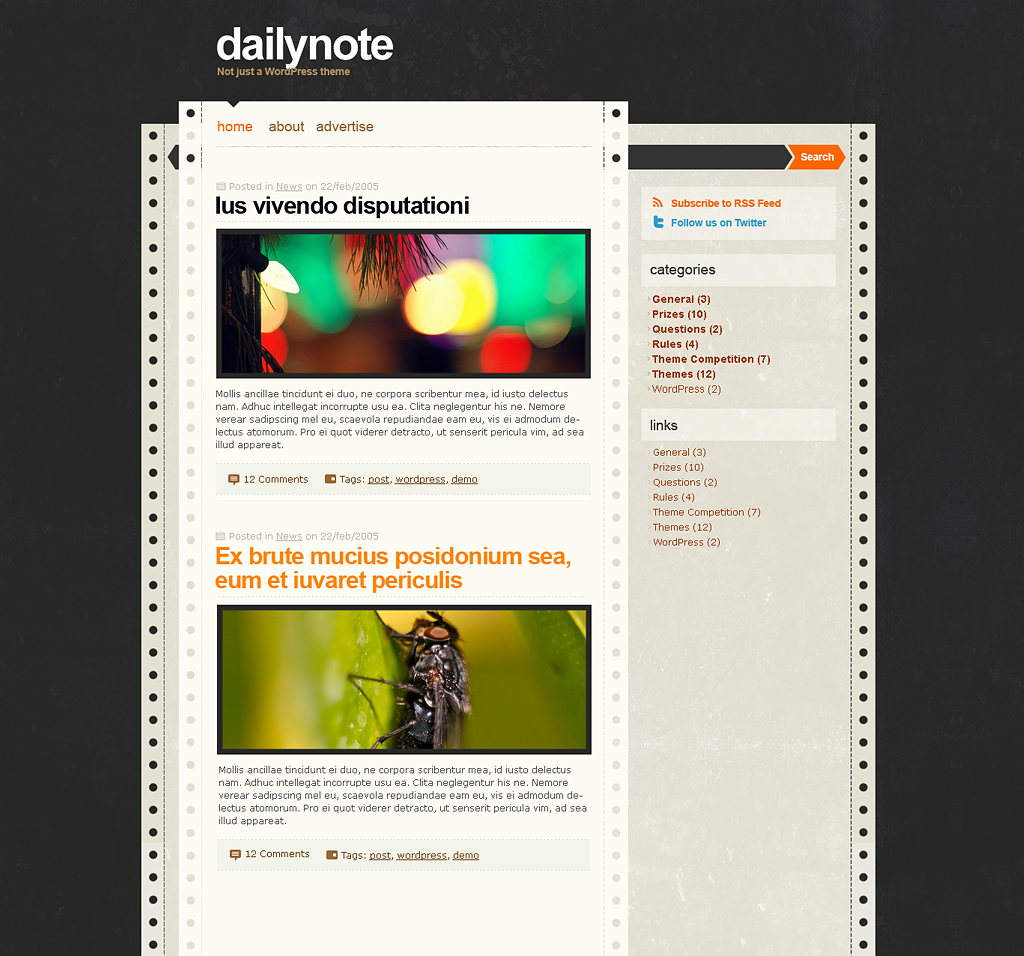 dailynote
Not just a WordPress theme
home about advertise
Search
Posted in News on 22/feb/2005
Ius vivendo disputationi
Mollis ancillae tincidunt ei duo, ne corpora scribentur mea, id iusto delectus
nam. Adhuc intellegat incorrupte usu ea. Clita neglegentur his ne. Nemore
verear sadipscing mel eu, scaevola repudiandae eam eu, vis ei admodum de-
lectus atomorum. Pro ei quot viderer detracto, ut senserit pericula vim, ad sea
illud appareat.
12 Comments Tags: post, wordpress, demo
Posted in News on 22/feb/2005
Ex brute mucius posidonium sea,
eum et iuvaret periculis
Mollis ancillae tincidunt ei duo, ne corpora scribentur mea, id iusto delectus
nam. Adhuc intellegat incorrupte usu ea. Clita neglegentur his ne. Nemore
verear sadipscing mel eu, scaevola repudiandae eam eu, vis ei admodum de-
lectus atomorum. Pro ei quot viderer detracto, ut senserit pericula vim, ad sea
illud appareat.
12 Comments Tags: post, wordpress, demo
Subscribe to RSS Feed
Follow us on Twitter
categories
General (3)
Prizes (10)
Questions (2)
Rules (4)
Theme Competition (7)
Themes (12)
WordPress (2)
links
General (3)
Prizes (10)
Questions (2)
Rules (4)
Theme Competition (7)
Themes (12)
WordPress (2)